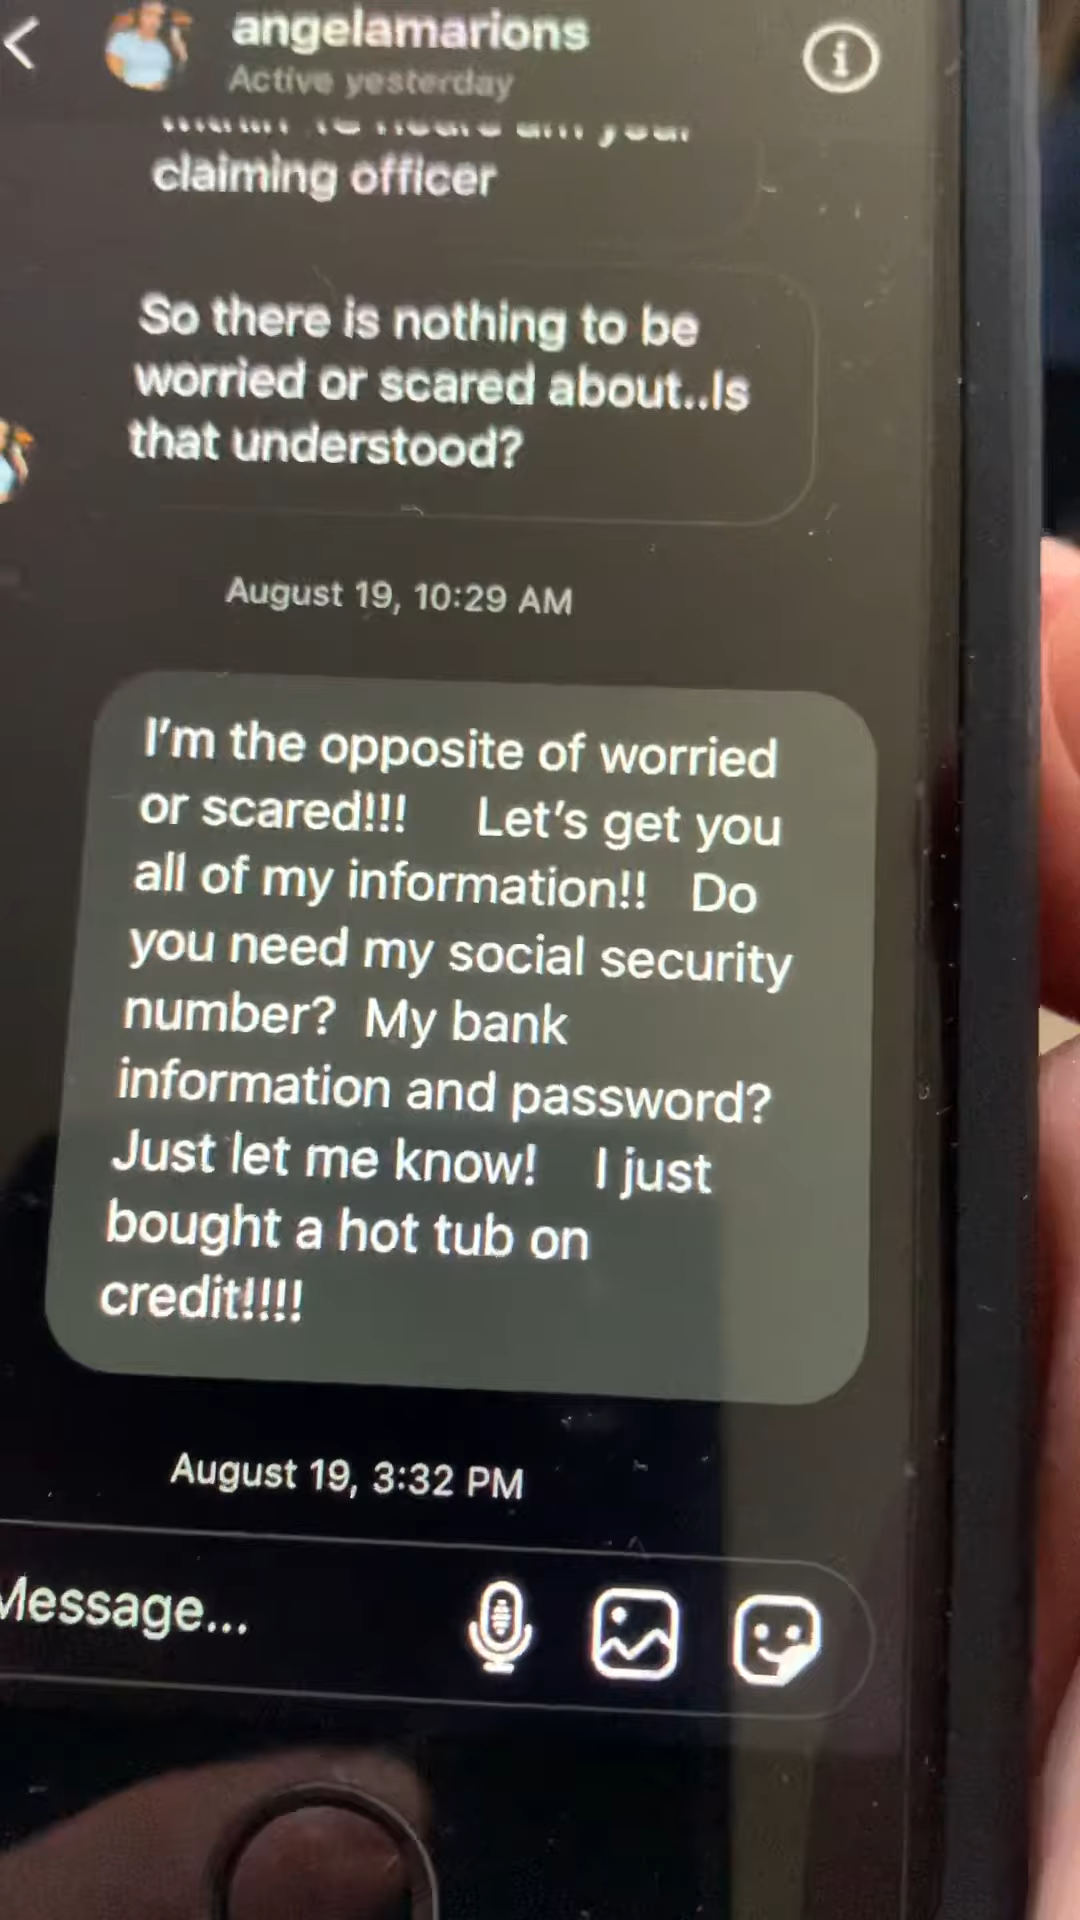 angelamarions
Active yesterday
your
claiming officer
So there is nothing to be
worried or scared about..Is
that understood?
August 19, 10:29 AM
I'm the opposite of worried
or scared!!! Let's get you
all of my information!! Do
you need my social security
number? My bank
information and password?
Just let me know! I just
bought a hot tub on
credit!!!!
August 19, 3:32 PM
Message...